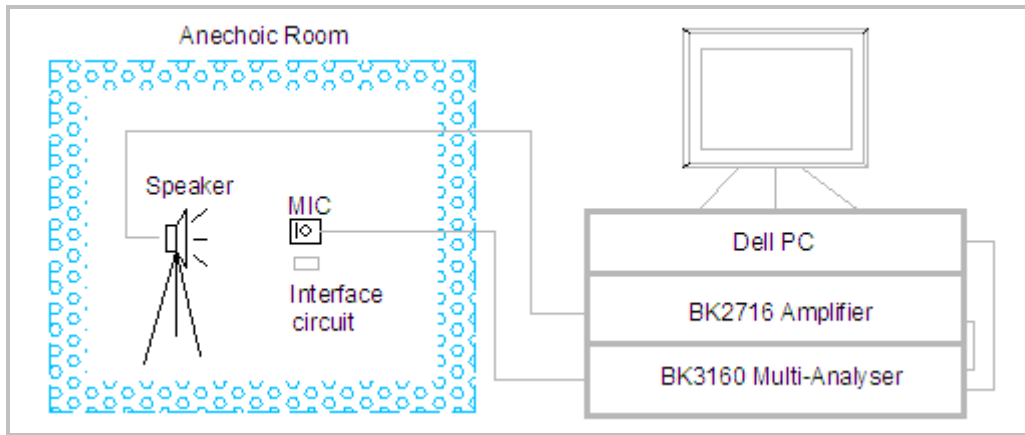 Anechoic Room
Speaker
MIC
Interface
circuit
Dell PC
BK2716 Amplifier
BK3160 Multi-Analyser